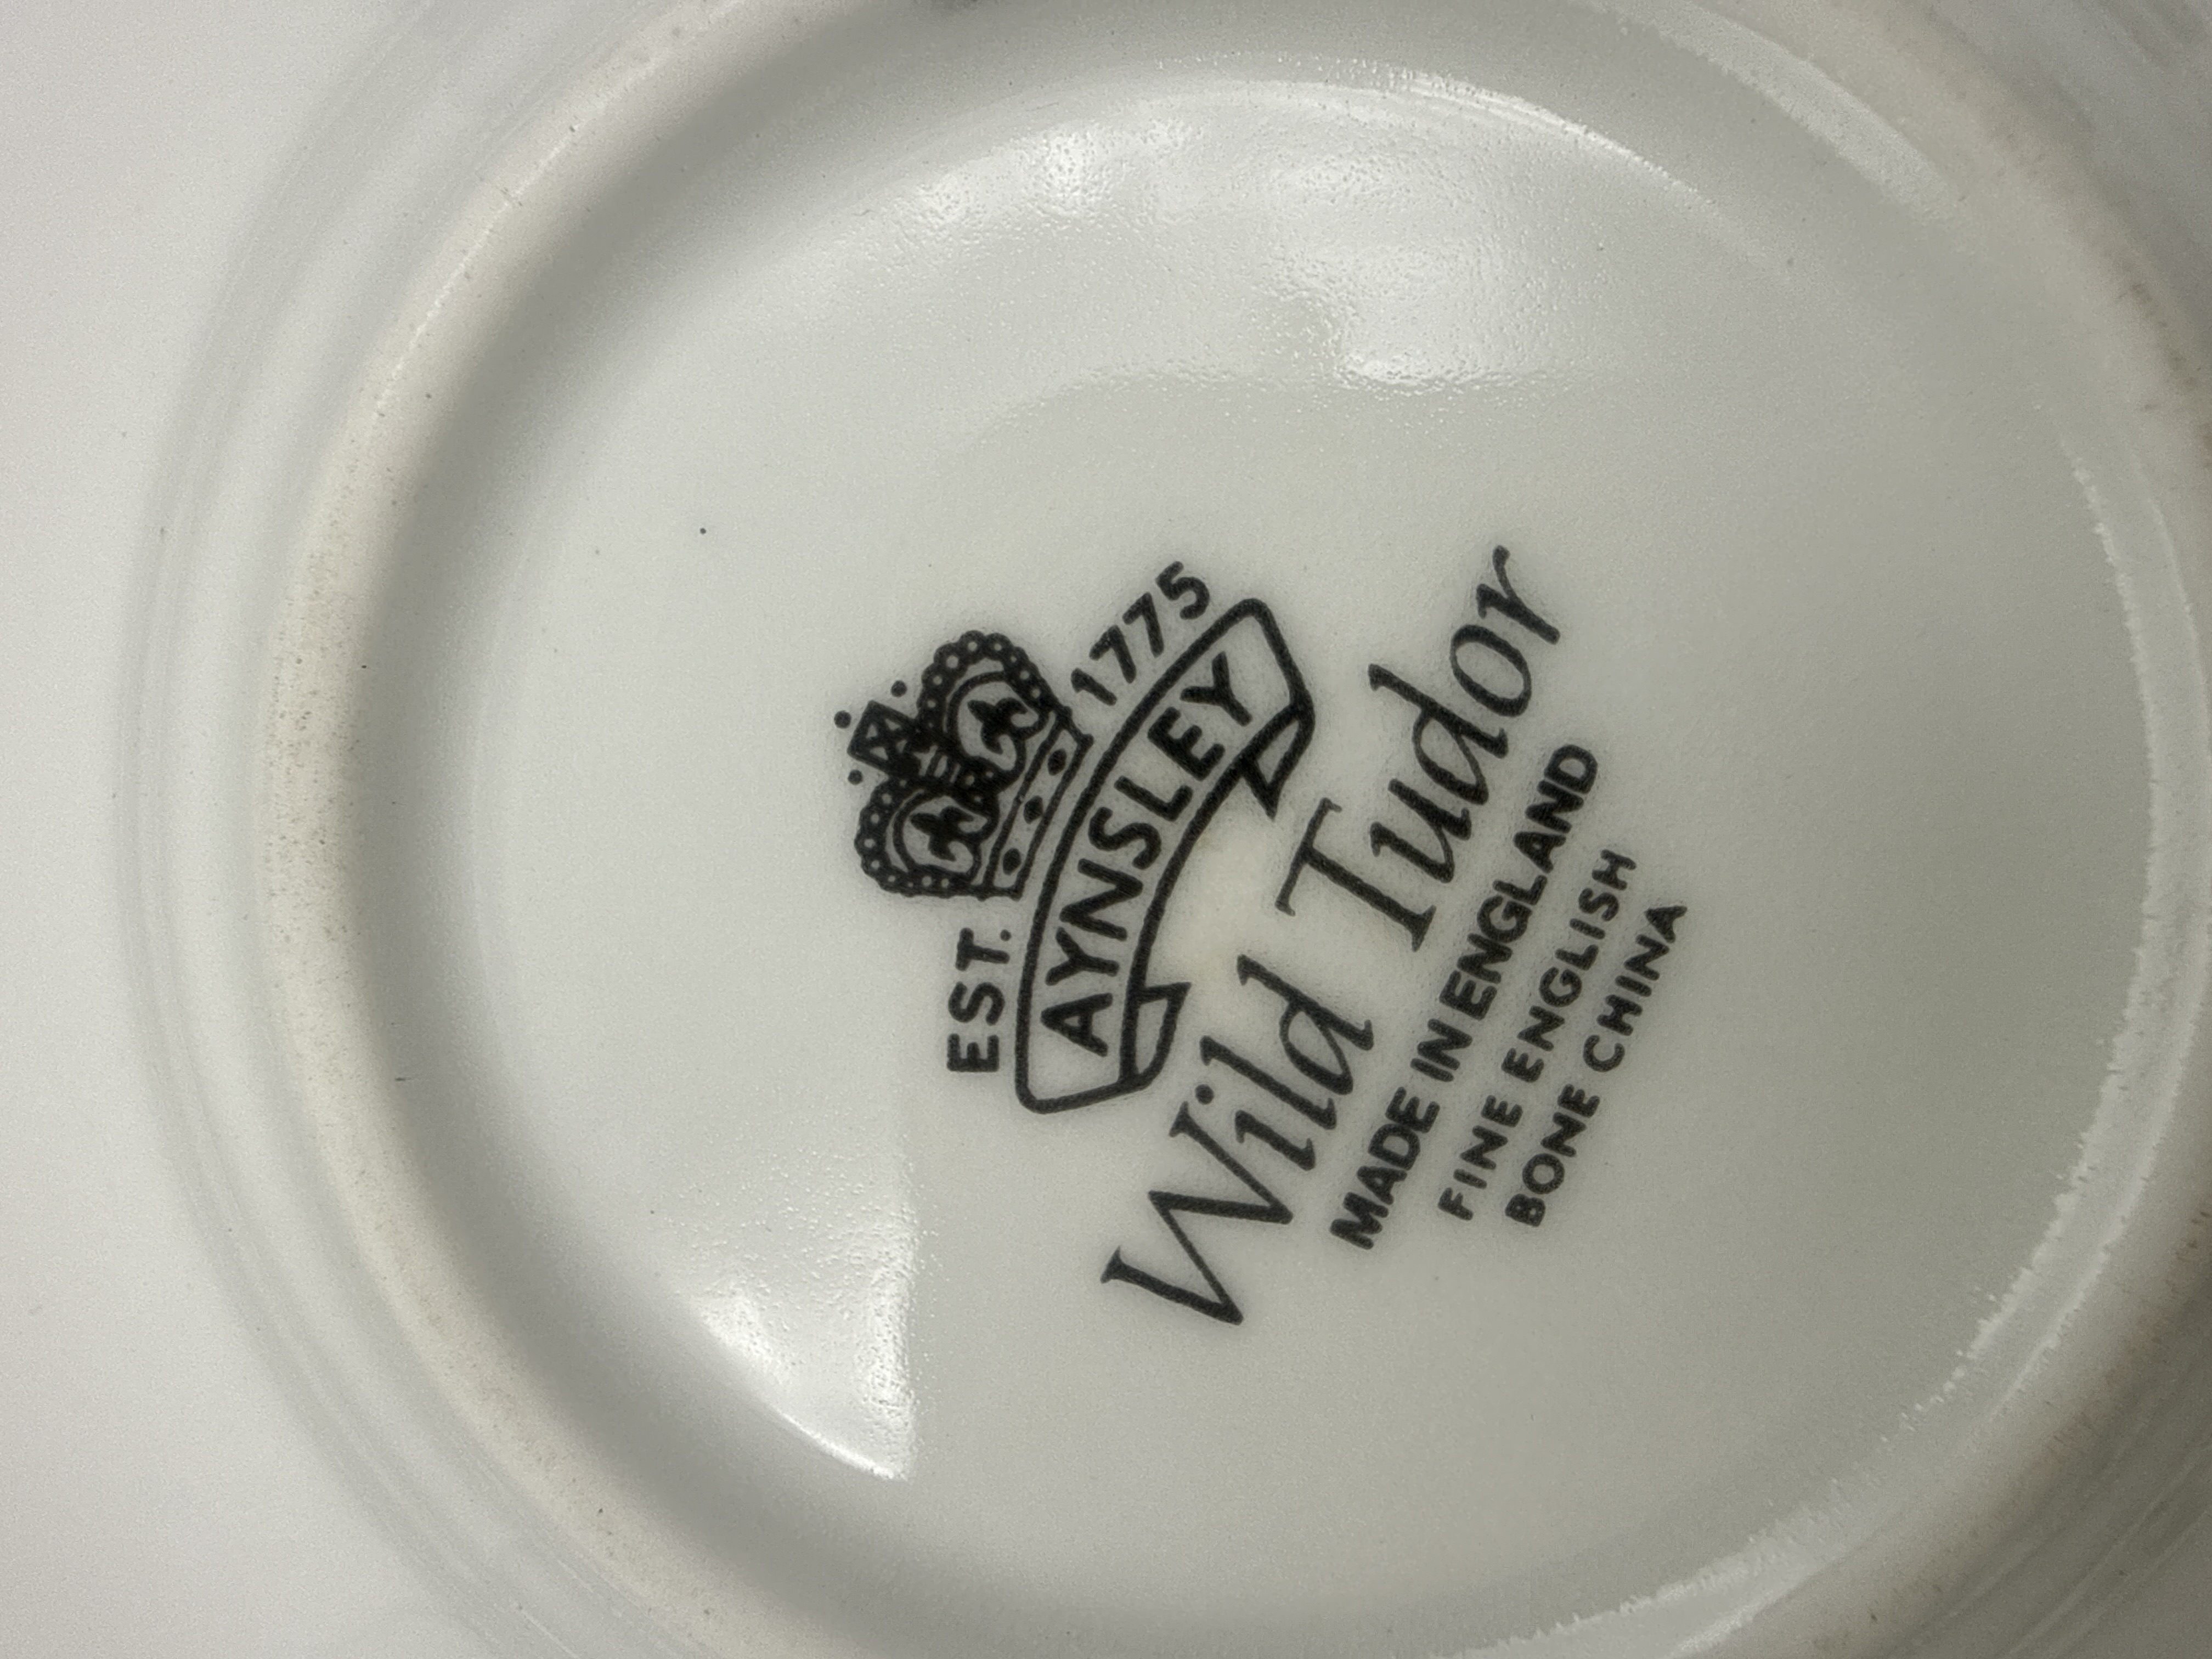 EST. 1775
AYNSLEY
Wild Tudor
MADE IN ENGLAND
FINE ENGLISH
BONE CHINA